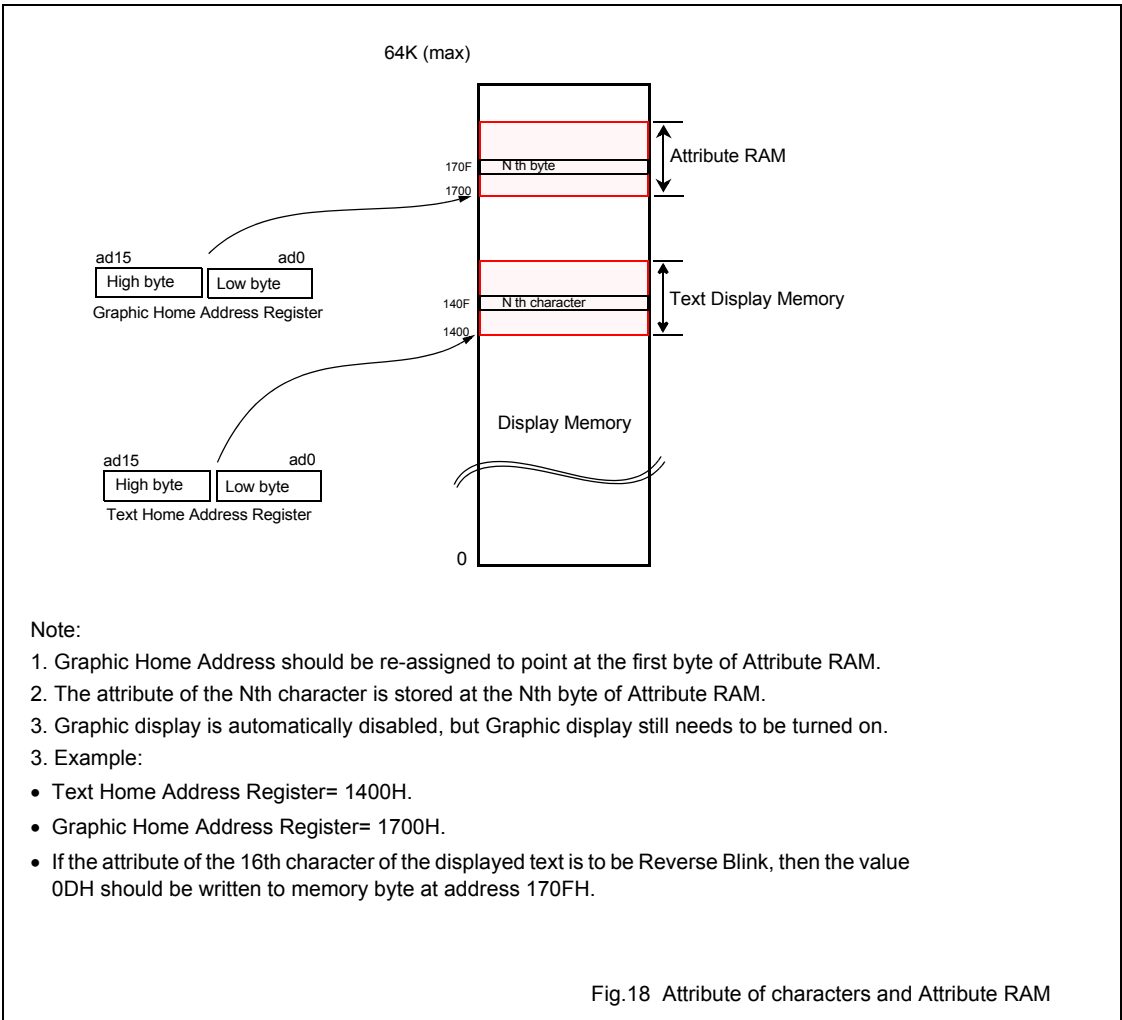 64K (max)
170F
N th byte
1700
Attribute RAM
ad15 ad0
High byte Low byte
Graphic Home Address Register
140F
N th character
1400
Text Display Memory
Display Memory
ad15 ad0
High byte Low byte
Text Home Address Register
0
Note:
1. Graphic Home Address should be re-assigned to point at the first byte of Attribute RAM.
2. The attribute of the Nth character is stored at the Nth byte of Attribute RAM.
3. Graphic display is automatically disabled, but Graphic display still needs to be turned on.
3. Example:
• Text Home Address Register= 1400H.
• Graphic Home Address Register= 1700H.
• If the attribute of the 16th character of the displayed text is to be Reverse Blink, then the value
0DH should be written to memory byte at address 170FH.
Fig.18 Attribute of characters and Attribute RAM